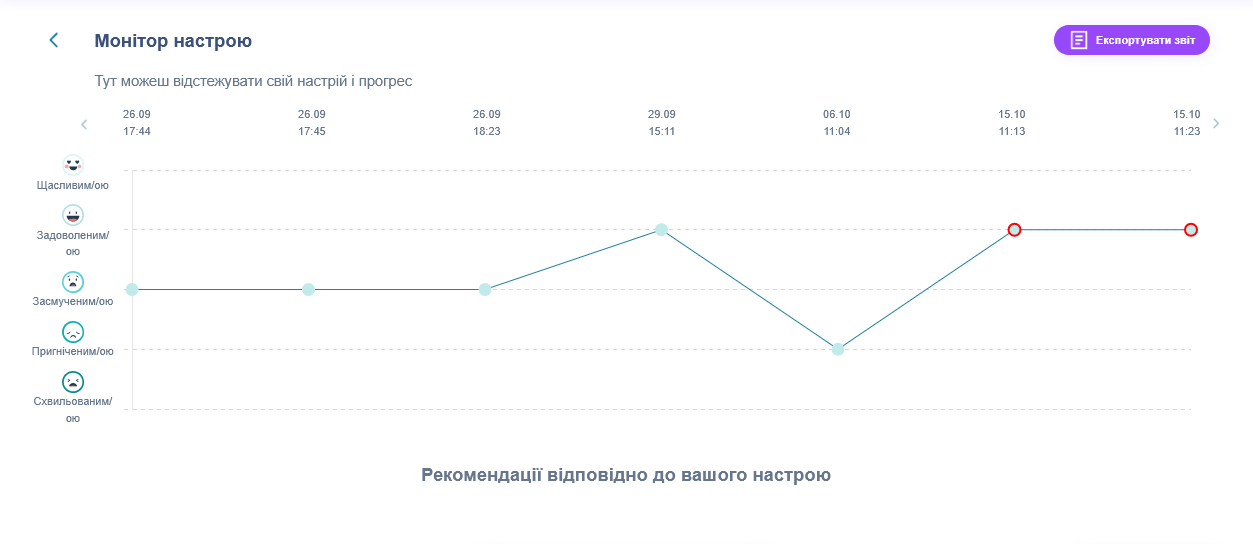 Монітор настрою
Експортувати звіт
Тут можеш відстежувати свій настрій і прогрес
26.09 26.09 26.09 29.09 06.10 15.10 15.10
17:44 17:45 18:23 15:11 11:04 11:13 11:23
Щасливим/ою
Задоволеним/
ою
Засмученим/ою
Пригніченим/ою
Схвильованим/
ою
Рекомендації відповідно до вашого настрою